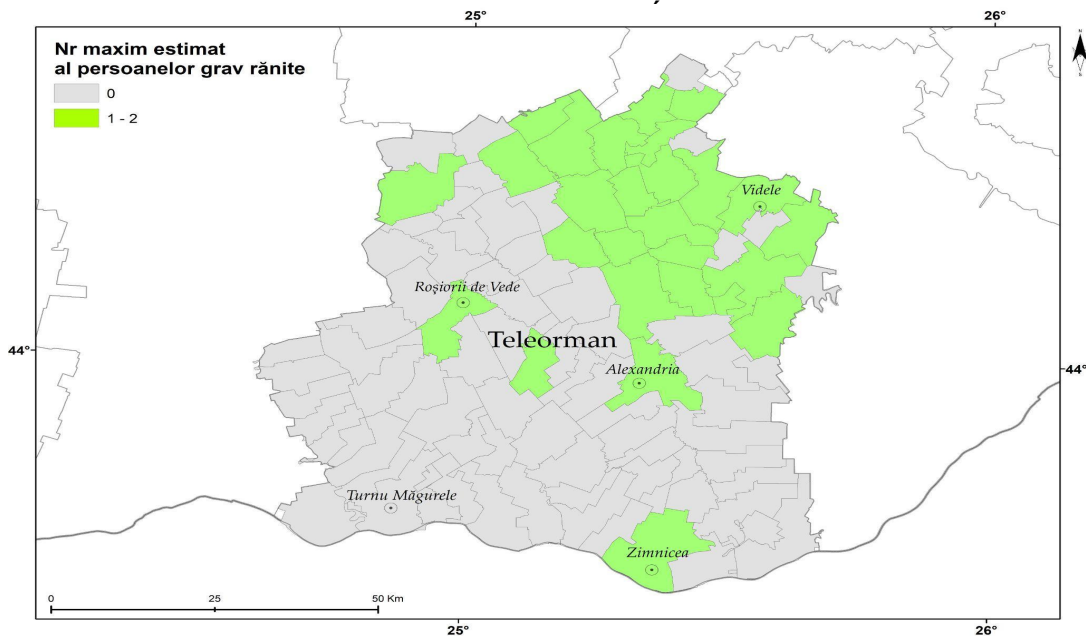 25° 26°
Nr maxim estimat
al persoanelor grav rănite
0
1 - 2
N
S
Videle
Roșiorii de Vede
Teleorman
44°
Alexandria
44°
Turnu Măgurele
Zimnicea
0 25 50 Km
25° 26°